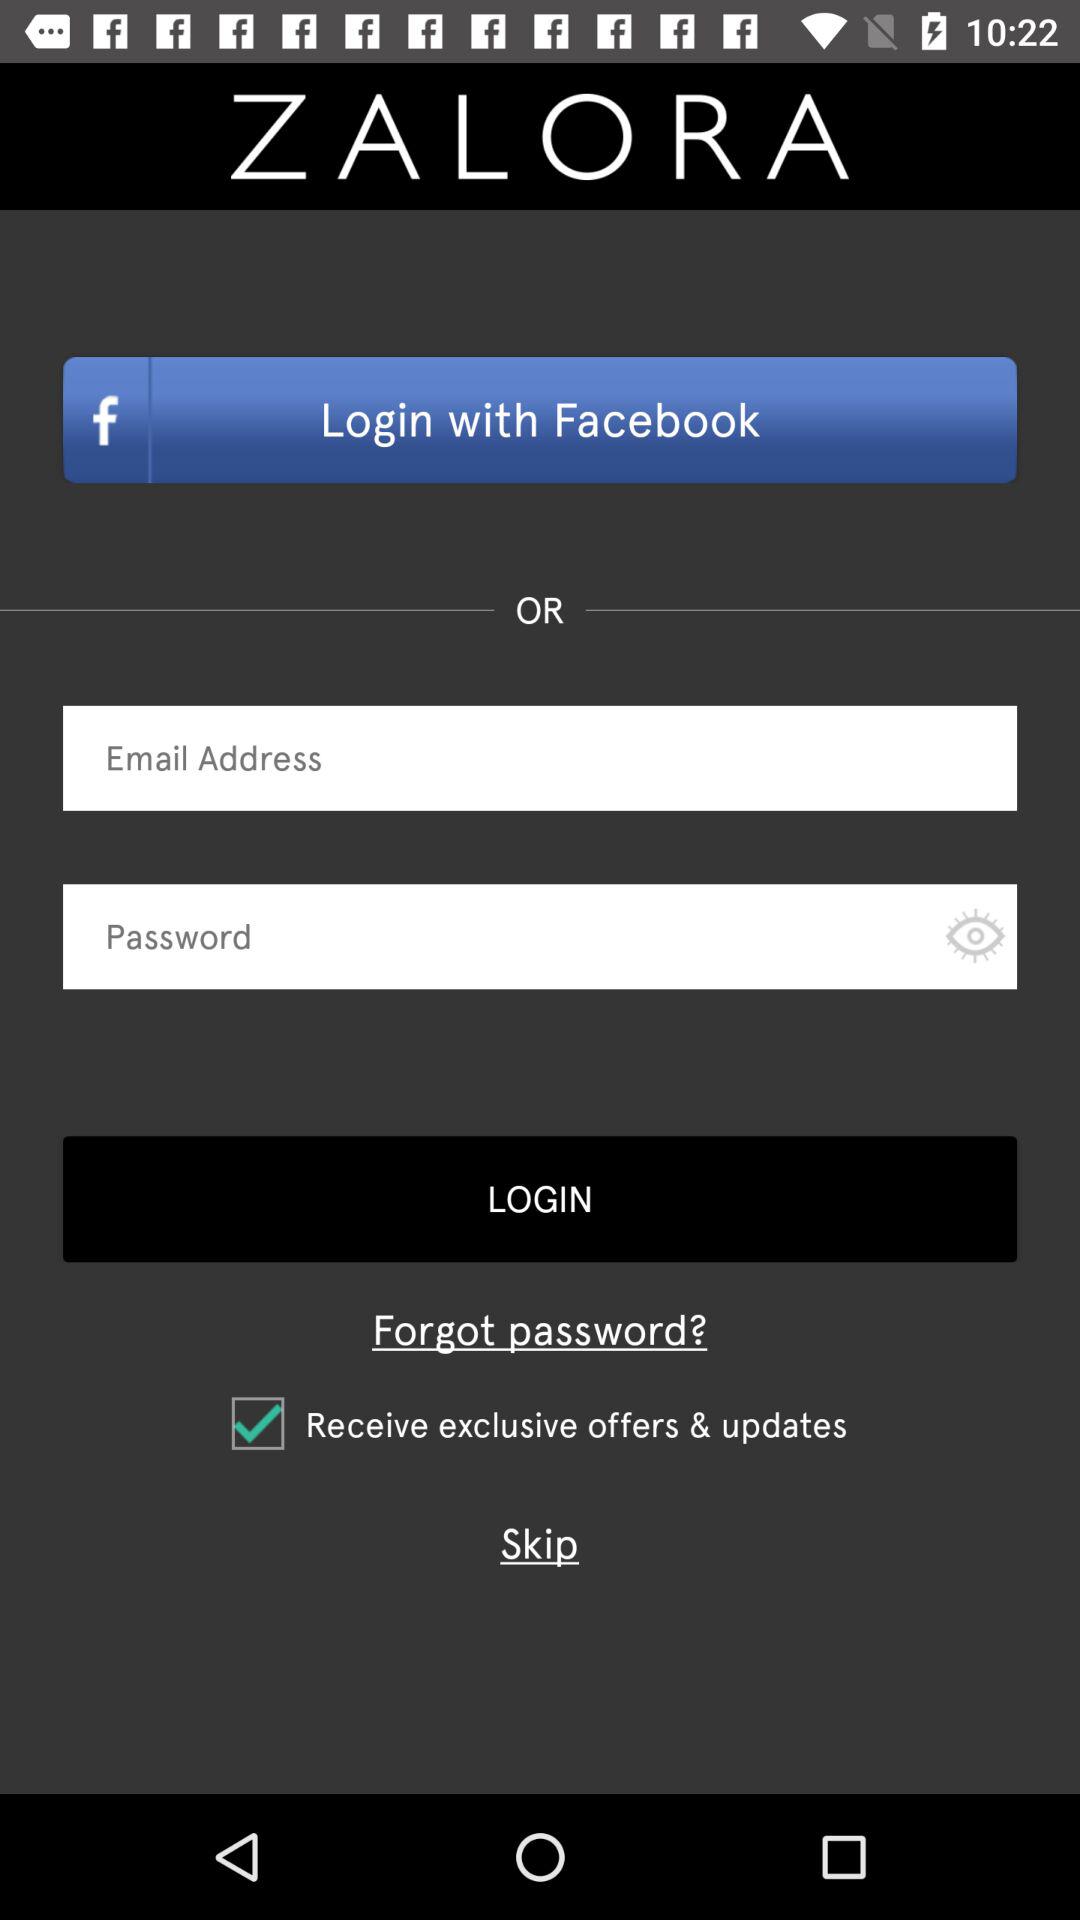 10:22
ZALORA
f Login with Facebook
OR
Email Address
Password
LOGIN
Forgot password?
Receive exclusive offers & updates
Skip